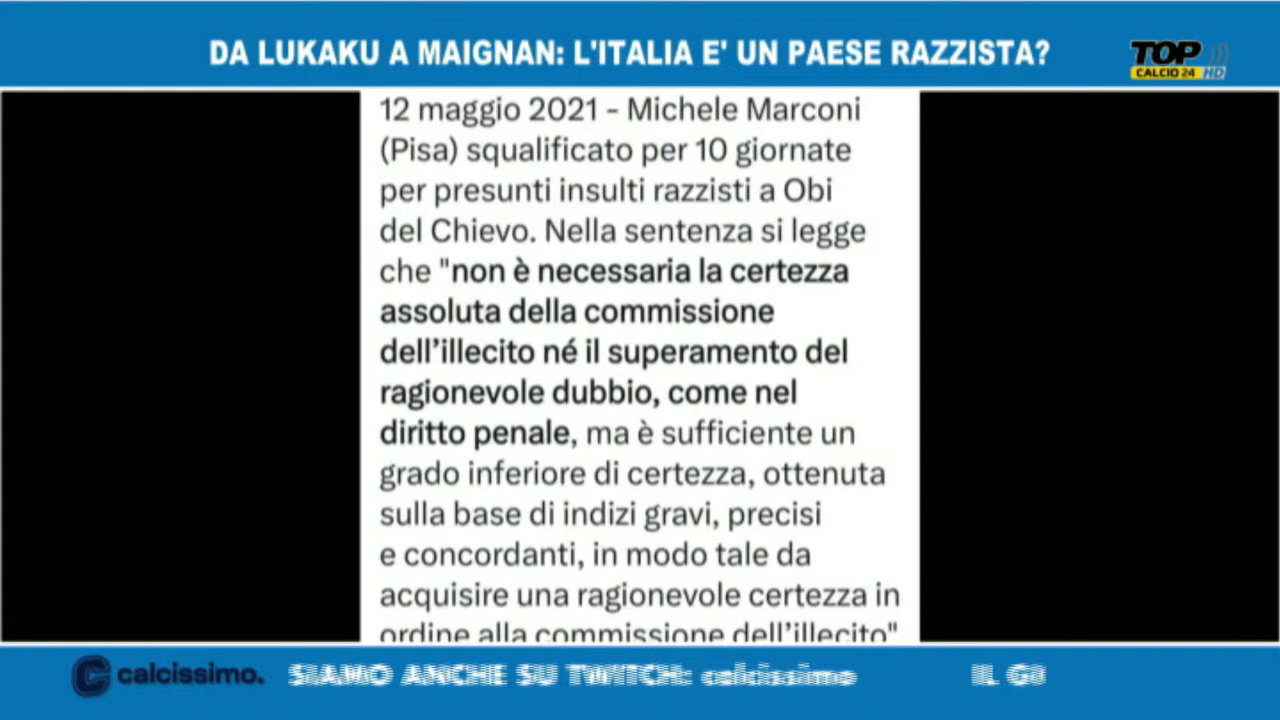 DA LUKAKU A MAIGNAN: L'ITALIA E' UN PAESE RAZZISTA?
TOP
CALCIO 24 HD
12 maggio 2021 - Michele Marconi
(Pisa) squalificato per 10 giornate
per presunti insulti razzisti a Obi
del Chievo. Nella sentenza si legge
che "non è necessaria la certezza
assoluta della commissione
dell’illecito né il superamento del
ragionevole dubbio, come nel
diritto penale, ma è sufficiente un
grado inferiore di certezza, ottenuta
sulla base di indizi gravi, precisi
e concordanti, in modo tale da
acquisire una ragionevole certezza in
ordine alla commissione dell’illecito"
calcissimo. SIAMO ANCHE SU TWITCH: calcissimo IL